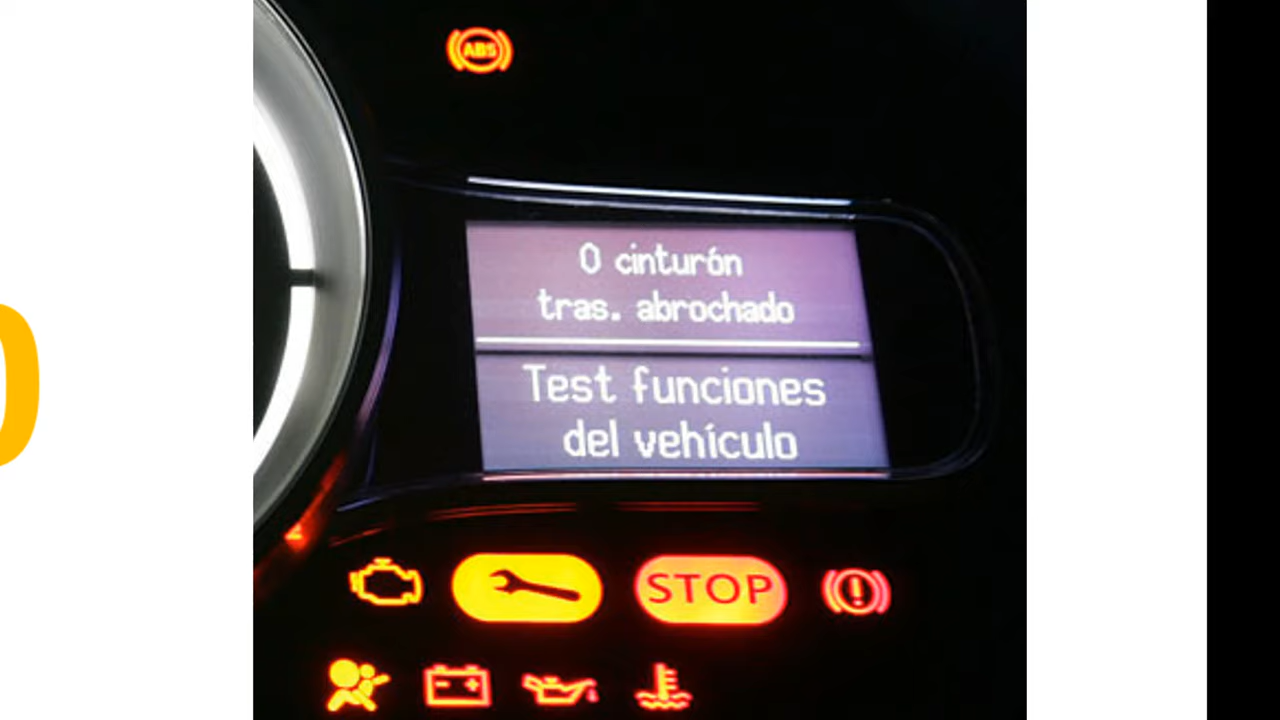 ABS
0 cinturón
tras. abrochado
Test funciones
del vehículo
STOP